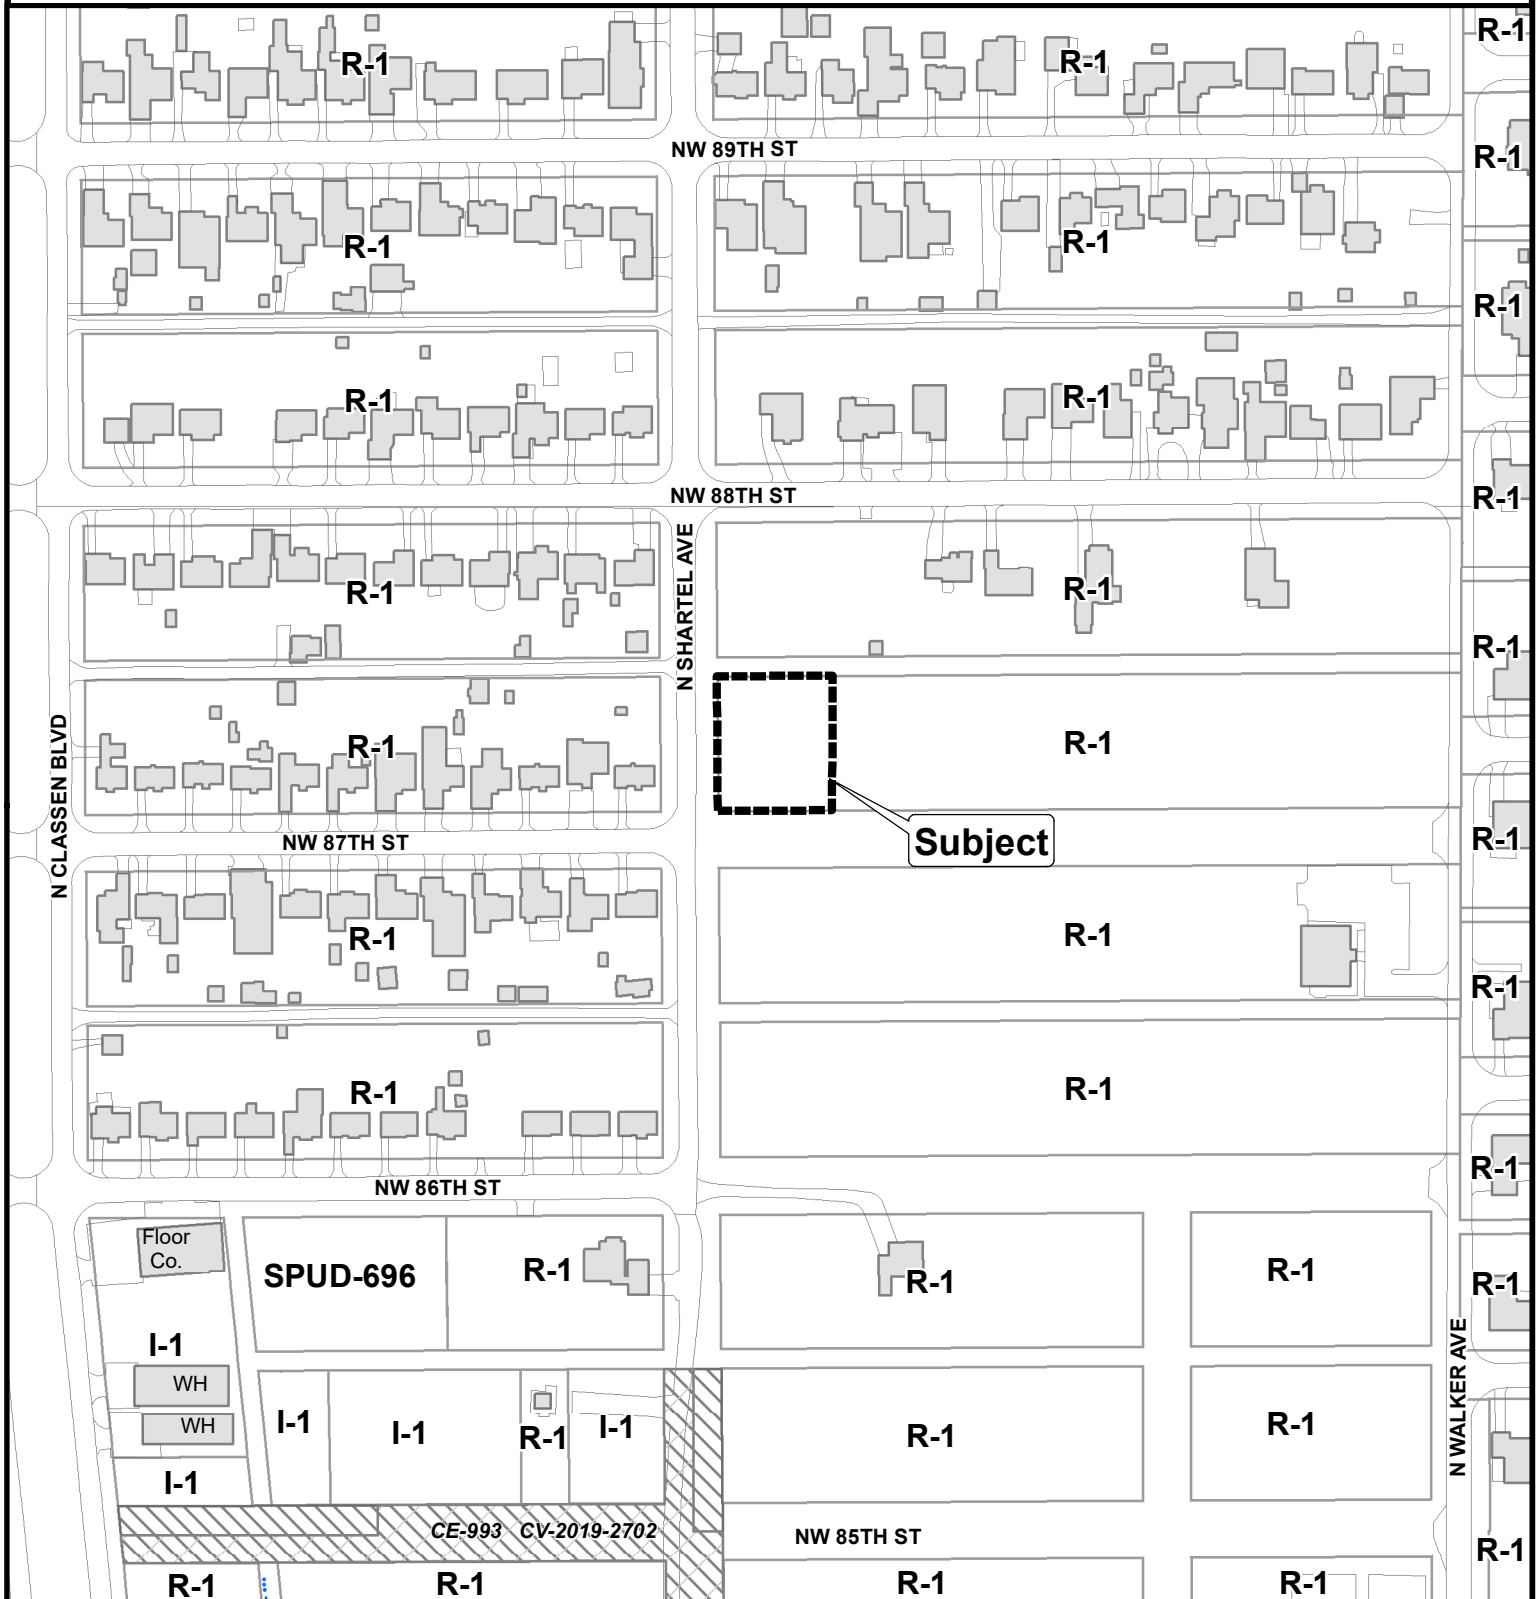 R-1
R-1
R-1
NW 89TH ST
R-1
R-1
R-1
R-1
R-1
R-1
NW 88TH ST
R-1
N SHARTEL AVE
R-1
R-1
R-1
N CLASSEN BLVD
R-1
R-1
Subject
R-1
NW 87TH ST
R-1
R-1
R-1
R-1
R-1
R-1
NW 86TH ST
Floor
Co.
SPUD-696
R-1
R-1
R-1
R-1
I-1
WH
WH
I-1
I-1
R-1
I-1
R-1
R-1
N WALKER AVE
I-1
CE-993 CV-2019-2702
NW 85TH ST
R-1
R-1
R-1
R-1
R-1